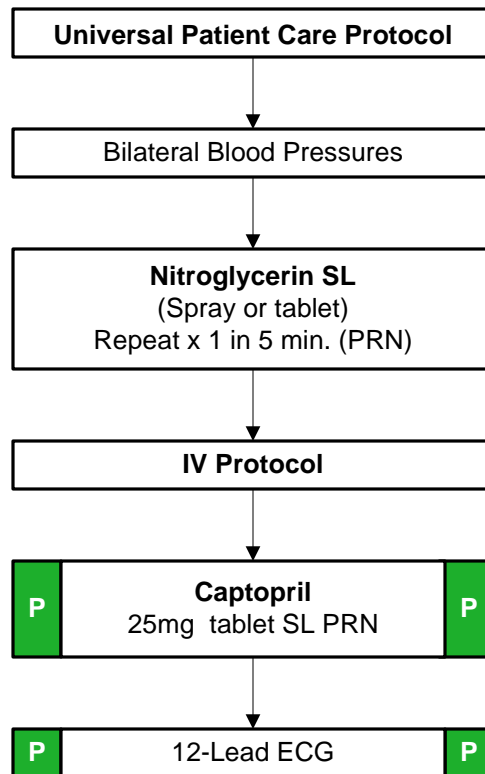 Universal Patient Care Protocol
Bilateral Blood Pressures
Nitroglycerin SL
(Spray or tablet)
Repeat x 1 in 5 min. (PRN)
IV Protocol
P
Captopril
25mg tablet SL PRN
P
P
12-Lead ECG
P